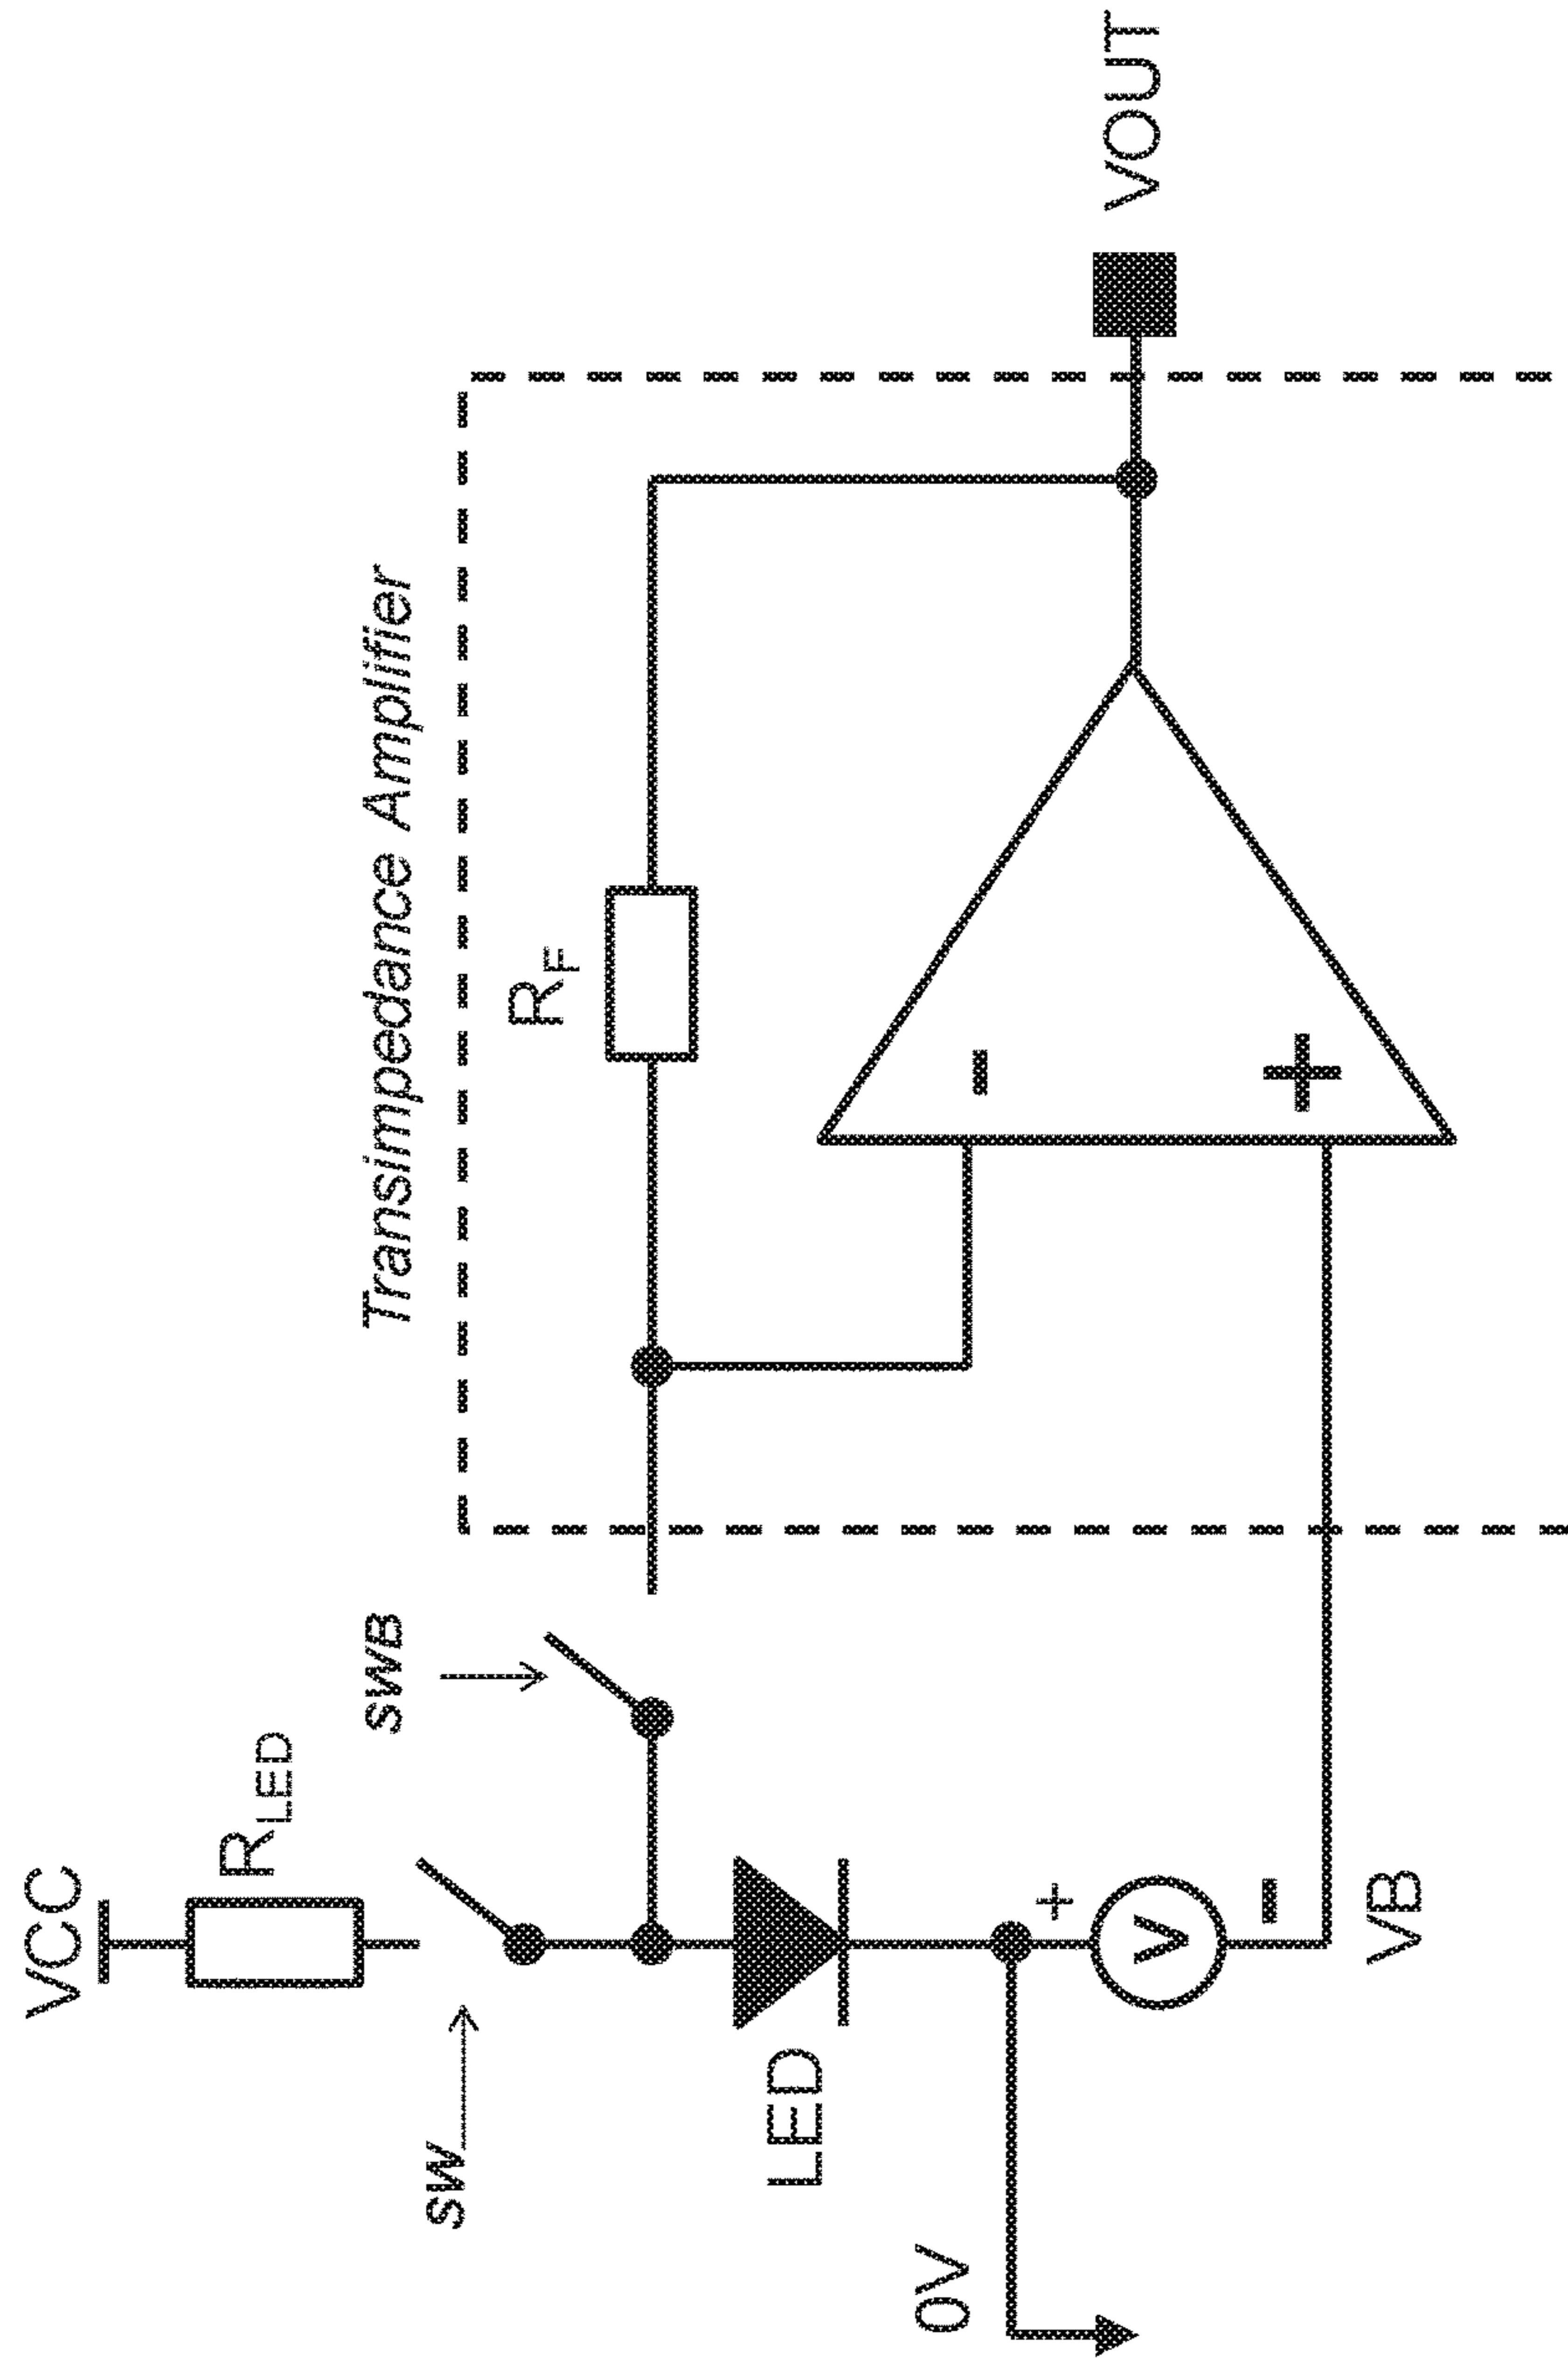 VCC
R_LED
sw
swB
Transimpedance Amplifier
R_F
LED
0V
+
V
-
VB
-
+
VOUT